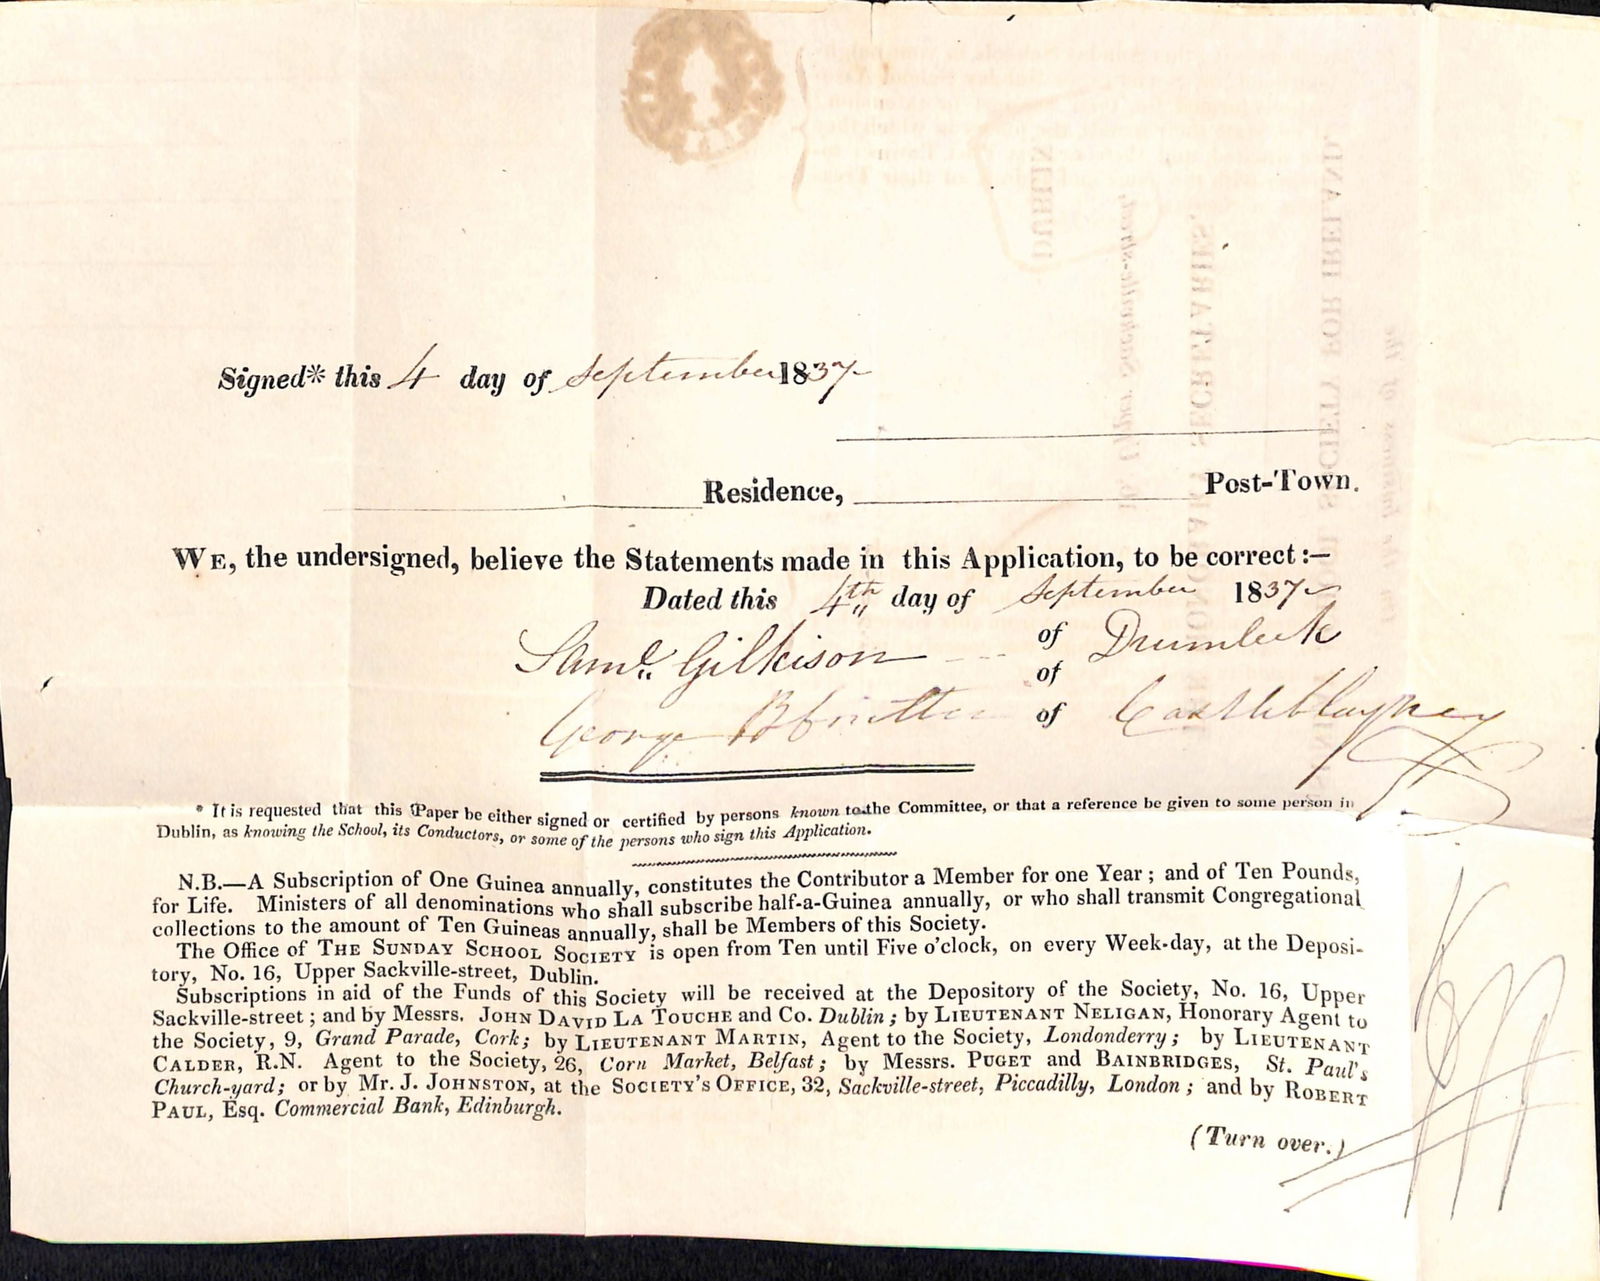 Signed* this 4 day of September 1837
Residence, Post-Town.
WE, the undersigned, believe the Statements made in this Application, to be correct:—
Dated this 4th day of September 1837
Saml. Gilkison of Drumleek
of
George of Castleblayney
* It is requested that this Paper be either signed or certified by persons known to the Committee, or that a reference be given to some person in
Dublin, as knowing the School, its Conductors, or some of the persons who sign this Application.
N.B.—A Subscription of One Guinea annually, constitutes the Contributor a Member for one Year; and of Ten Pounds,
for Life. Ministers of all denominations who shall subscribe half-a-Guinea annually, or who shall transmit Congregational
collections to the amount of Ten Guineas annually, shall be Members of this Society.
The Office of THE SUNDAY SCHOOL SOCIETY is open from Ten until Five o'clock, on every Week-day, at the Deposi-
tory, No. 16, Upper Sackville-street, Dublin.
Subscriptions in aid of the Funds of this Society will be received at the Depository of the Society, No. 16, Upper
Sackville-street; and by Messrs. JOHN DAVID LA TOUCHE and Co. Dublin; by LIEUTENANT NELIGAN, Honorary Agent to
the Society, 9, Grand Parade, Cork; by LIEUTENANT MARTIN, Agent to the Society, Londonderry; by LIEUTENANT
CALDER, R.N. Agent to the Society, 26, Corn Market, Belfast; by Messrs. PUGET and BAINBRIDGES, St. Paul's
Church-yard; or by Mr. J. JOHNSTON, at the SOCIETY'S OFFICE, 32, Sackville-street, Piccadilly, London; and by ROBERT
PAUL, Esq. Commercial Bank, Edinburgh.
(Turn over.)